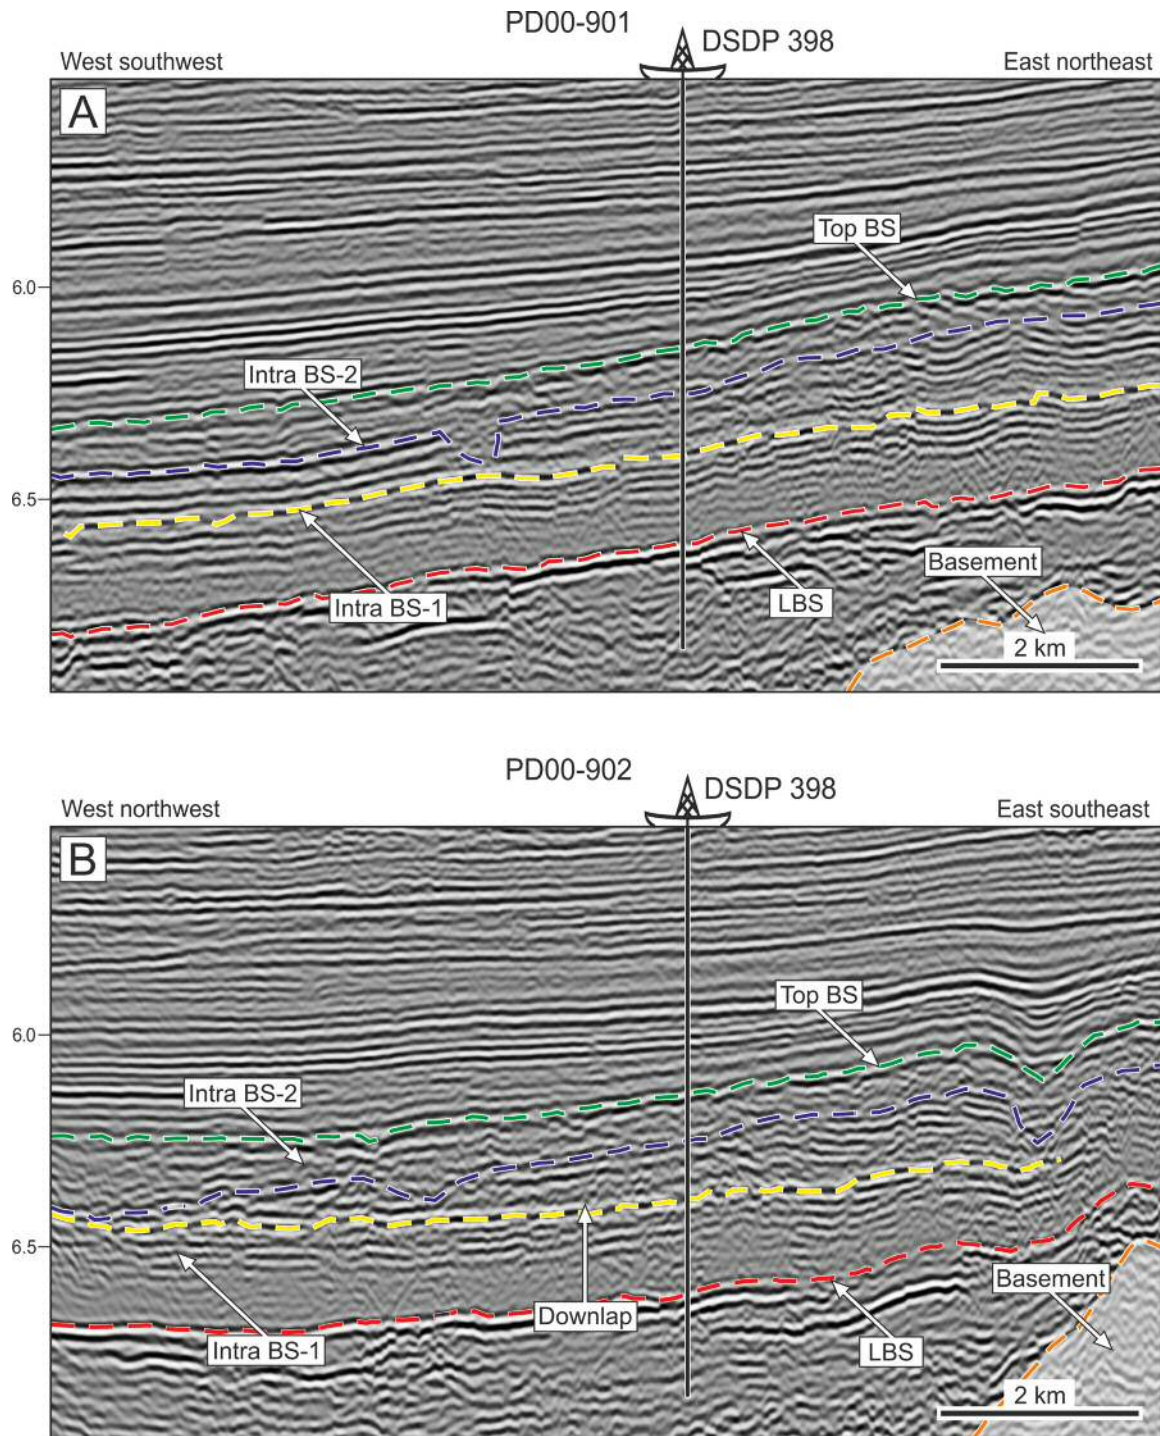 PD00-901
DSDP 398
West southwest
East northeast
A
Top BS
6.0
Intra BS-2
6.5
Basement
Intra BS-1
LBS
2 km
PD00-902
DSDP 398
West northwest
East southeast
B
Top BS
6.0
Intra BS-2
6.5
Basement
Downlap
Intra BS-1
LBS
2 km